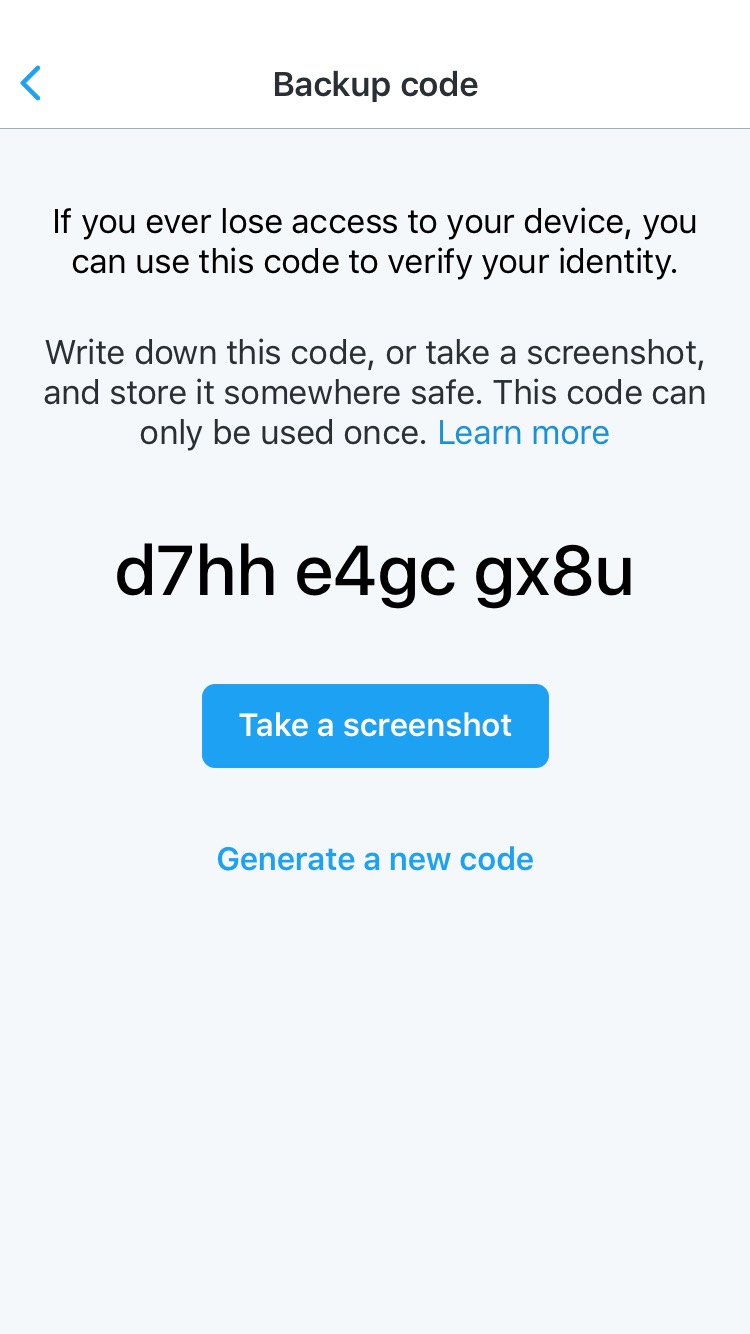 Backup code
If you ever lose access to your device, you
can use this code to verify your identity.
Write down this code, or take a screenshot,
and store it somewhere safe. This code can
only be used once. Learn more
d7hh e4gc gx8u
Take a screenshot
Generate a new code